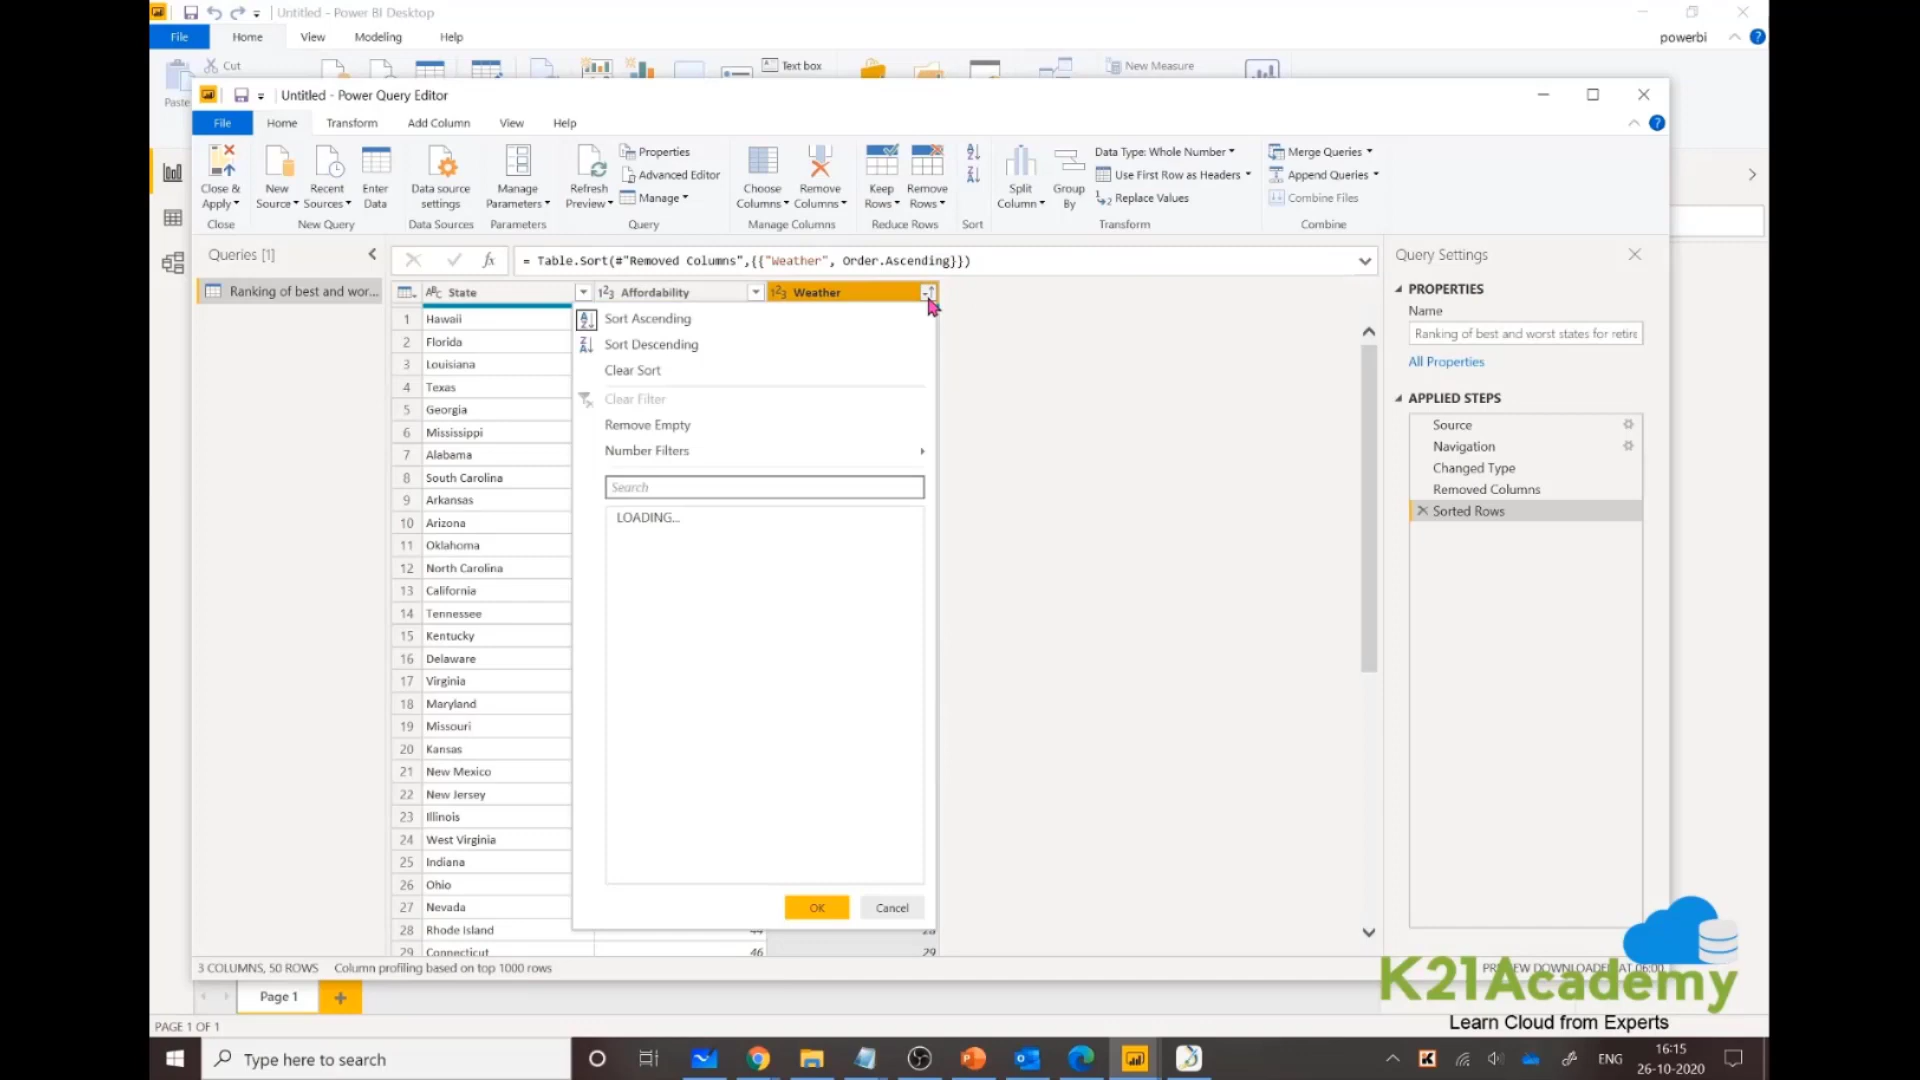 Untitled - Power BI Desktop
File Home View Modeling Help powerbi
Cut Text box New Measure
Paste
Untitled - Power Query Editor
File Home Transform Add Column View Help
Close & Apply
New Source
Recent Sources
Enter Data
Data source settings
Manage Parameters
Refresh Preview
Properties
Advanced Editor
Manage
Choose Columns
Remove Columns
Keep Rows
Remove Rows
Split Column
Group By
Data Type: Whole Number
Use First Row as Headers
Replace Values
Merge Queries
Append Queries
Combine Files
Close New Query Data Sources Parameters Query Manage Columns Reduce Rows Sort Transform Combine
Queries [1]
Ranking of best and wor...
fx = Table.Sort(#"Removed Columns",{{"Weather", Order.Ascending}})
State Affordability Weather
1 Hawaii
2 Florida
3 Louisiana
4 Texas
5 Georgia
6 Mississippi
7 Alabama
8 South Carolina
9 Arkansas
10 Arizona
11 Oklahoma
12 North Carolina
13 California
14 Tennessee
15 Kentucky
16 Delaware
17 Virginia
18 Maryland
19 Missouri
20 Kansas
21 New Mexico
22 New Jersey
23 Illinois
24 West Virginia
25 Indiana
26 Ohio
27 Nevada
28 Rhode Island
29 Connecticut 46 29
Sort Ascending
Sort Descending
Clear Sort
Clear Filter
Remove Empty
Number Filters
Search
LOADING...
OK Cancel
Query Settings
PROPERTIES
Name
Ranking of best and worst states for retire
All Properties
APPLIED STEPS
Source
Navigation
Changed Type
Removed Columns
Sorted Rows
3 COLUMNS, 50 ROWS Column profiling based on top 1000 rows
PREVIEW DOWNLOADED AT 06:00
Page 1
PAGE 1 OF 1
K21Academy
Learn Cloud from Experts
Type here to search
ENG
16:15
26-10-2020